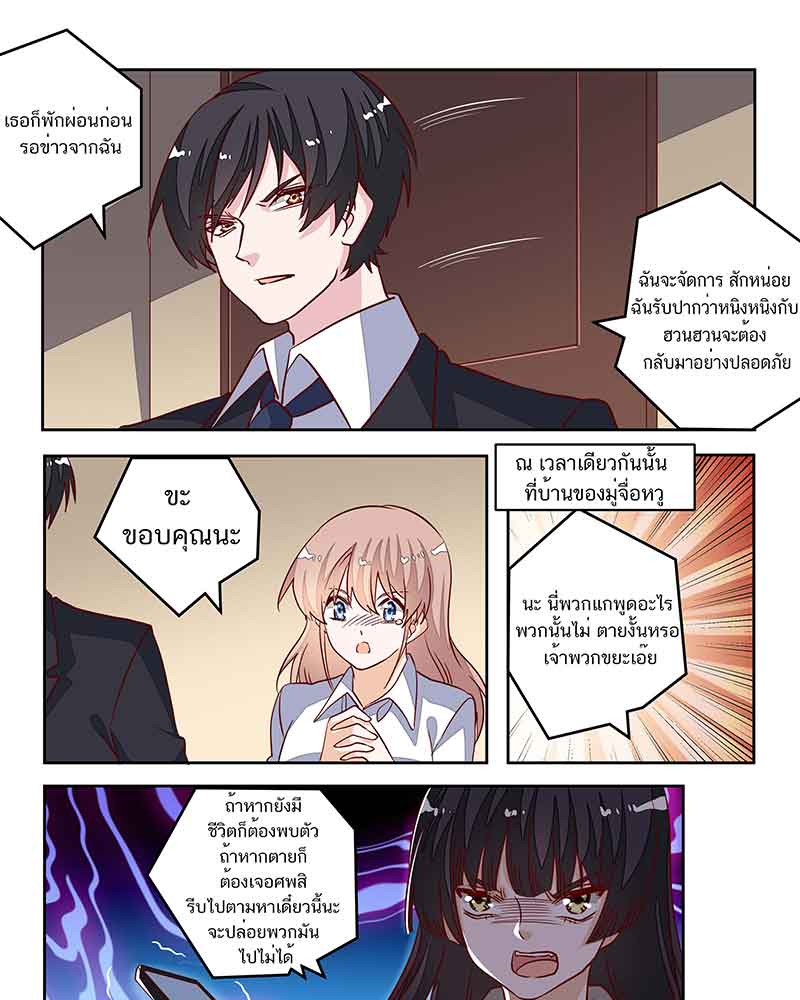 เธอก็พักผ่อนก่อน
รอข่าวจากฉัน
ฉันจะจัดการ สักหน่อย
ฉันรับปากว่าหนิงหนิงกับ
ฮวนฮวนจะต้อง
กลับมาอย่างปลอดภัย
ขะ
ขอบคุณนะ
ณ เวลาเดียวกันนั้น
ที่บ้านของมู่จื่อหวู
นะ นี่พวกแกพูดอะไร
พวกนั้นไม่ ตายงั้นหรอ
เจ้าพวกขยะเอ๊ย
ถ้าหากยังมี
ชีวิตก็ต้องพบตัว
ถ้าหากตายก็
ต้องเจอศพสิ
รีบไปตามหาเดี๋ยวนี้นะ
จะปล่อยพวกมัน
ไปไม่ได้